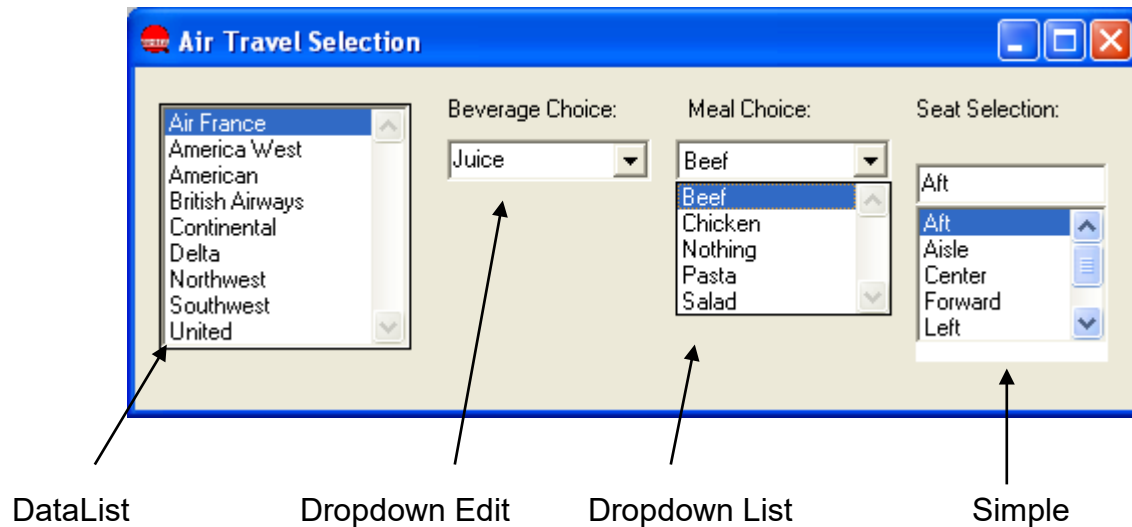 Air Travel Selection
Air France
America West
American
British Airways
Continental
Delta
Northwest
Southwest
United
Beverage Choice:
Juice
Meal Choice:
Beef
Beef
Chicken
Nothing
Pasta
Salad
Seat Selection:
Aft
Aft
Aisle
Center
Forward
Left
DataList
Dropdown Edit
Dropdown List
Simple